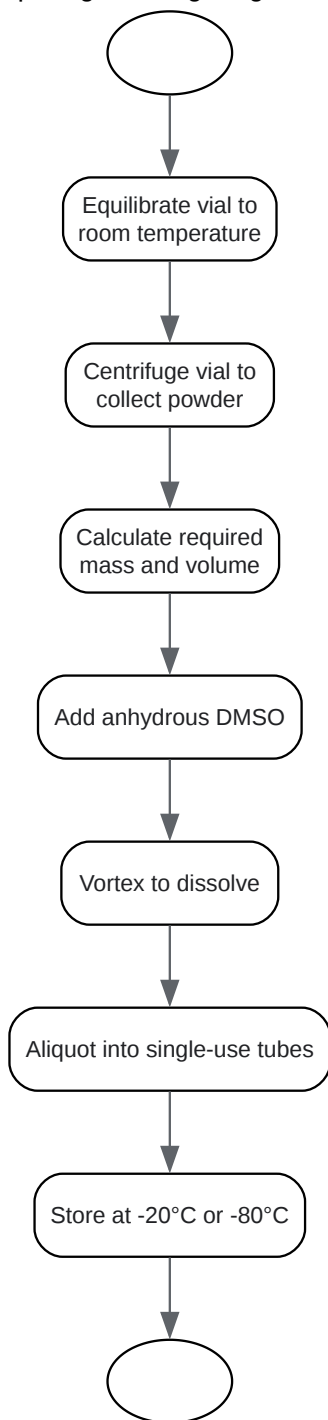 Equilibrate vial to
room temperature
Centrifuge vial to
collect powder
Calculate required
mass and volume
Add anhydrous DMSO
Vortex to dissolve
Aliquot into single-use tubes
Store at -20°C or -80°C